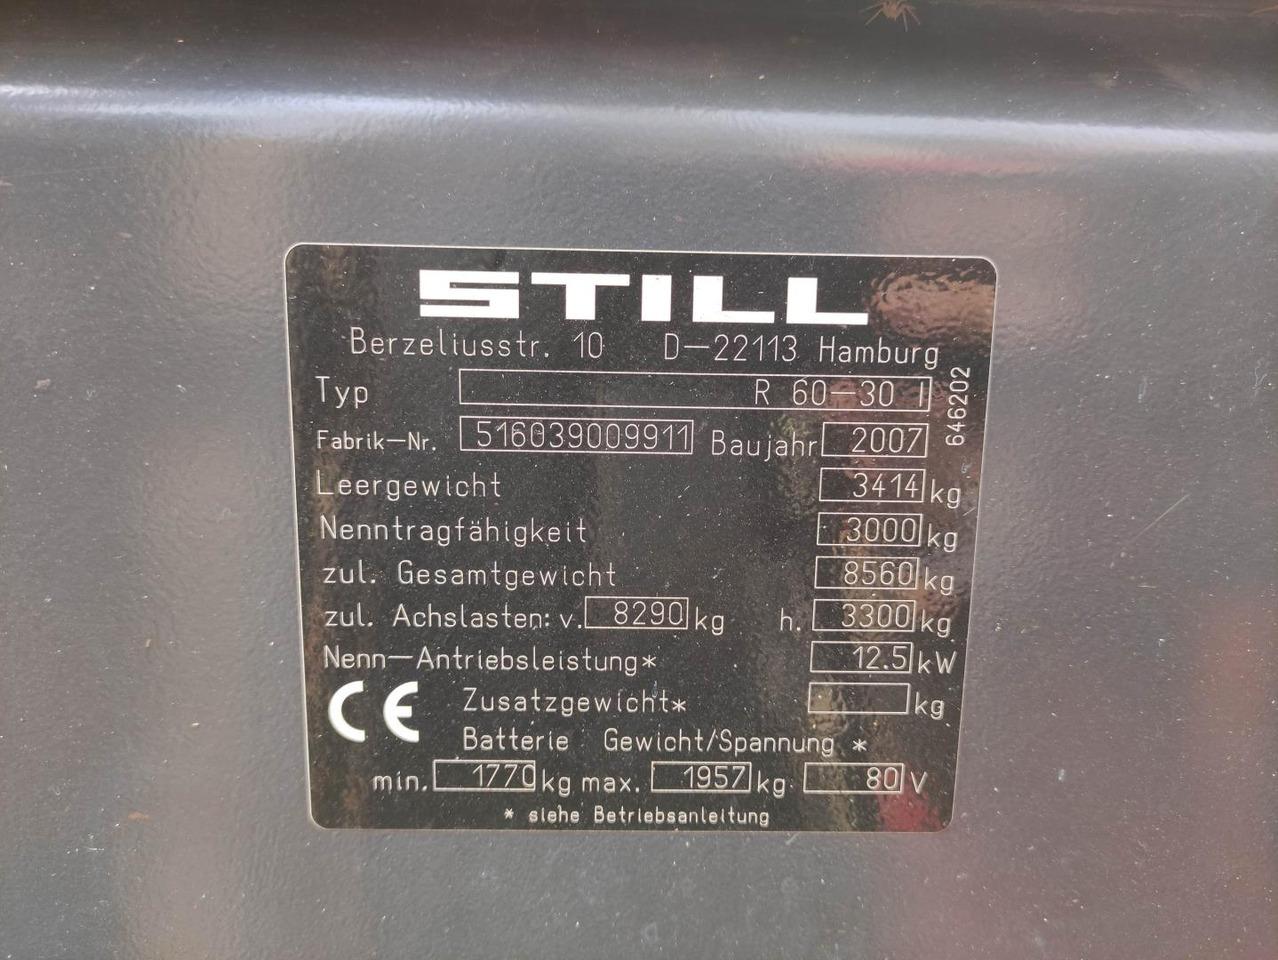 STILL
Berzeliusstr. 10 D-22113 Hamburg
Typ R 60-30 I
646202
Fabrik-Nr. 516039009911 Baujahr 2007
Leergewicht 3414 kg
Nenntragfähigkeit 3000 kg
zul. Gesamtgewicht 8560 kg
zul. Achslasten: v. 8290 kg h. 3300 kg
Nenn-Antriebsleistung* 12.5 kW
CE Zusatzgewicht* kg
Batterie Gewicht/Spannung *
min. 1770 kg max. 1957 kg 80 V
* siehe Betriebsanleitung